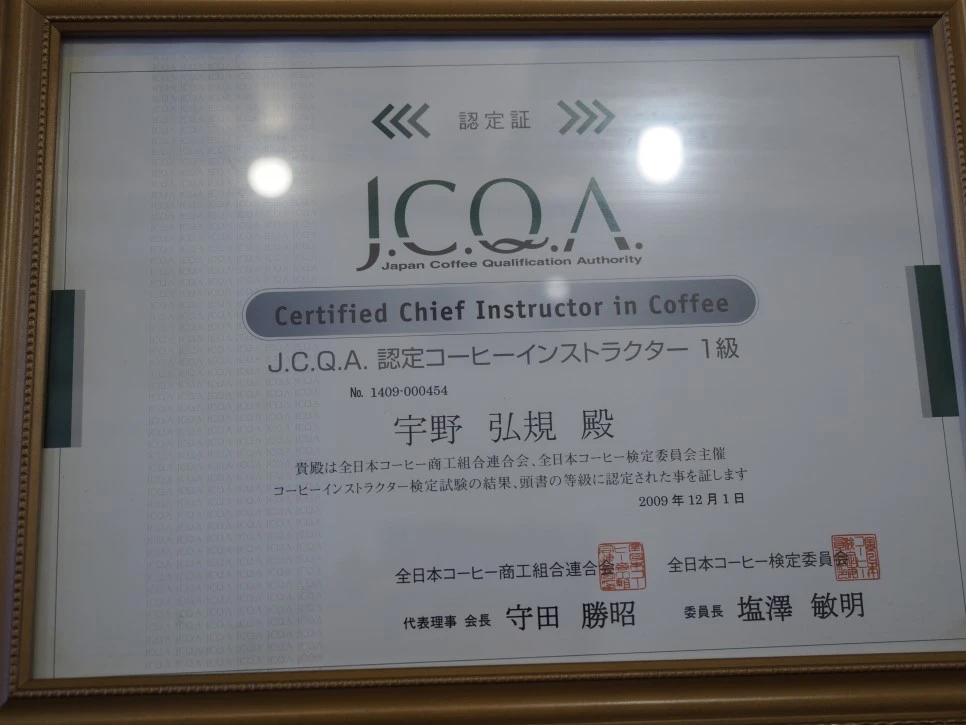 認定証
J.C.Q.A.
Japan Coffee Qualification Authority
Certified Chief Instructor in Coffee
J.C.Q.A. 認定コーヒーインストラクター 1級
No. 1409-000454
宇野 弘規 殿
貴殿は全日本コーヒー商工組合連合会、全日本コーヒー検定委員会主催
コーヒーインストラクター検定試験の結果、頭書の等級に認定された事を証します
2009年12月1日
全日本コーヒー商工組合連合会 全日本コーヒー検定委員会
代表理事 会長 守田 勝昭 委員長 塩澤 敏明